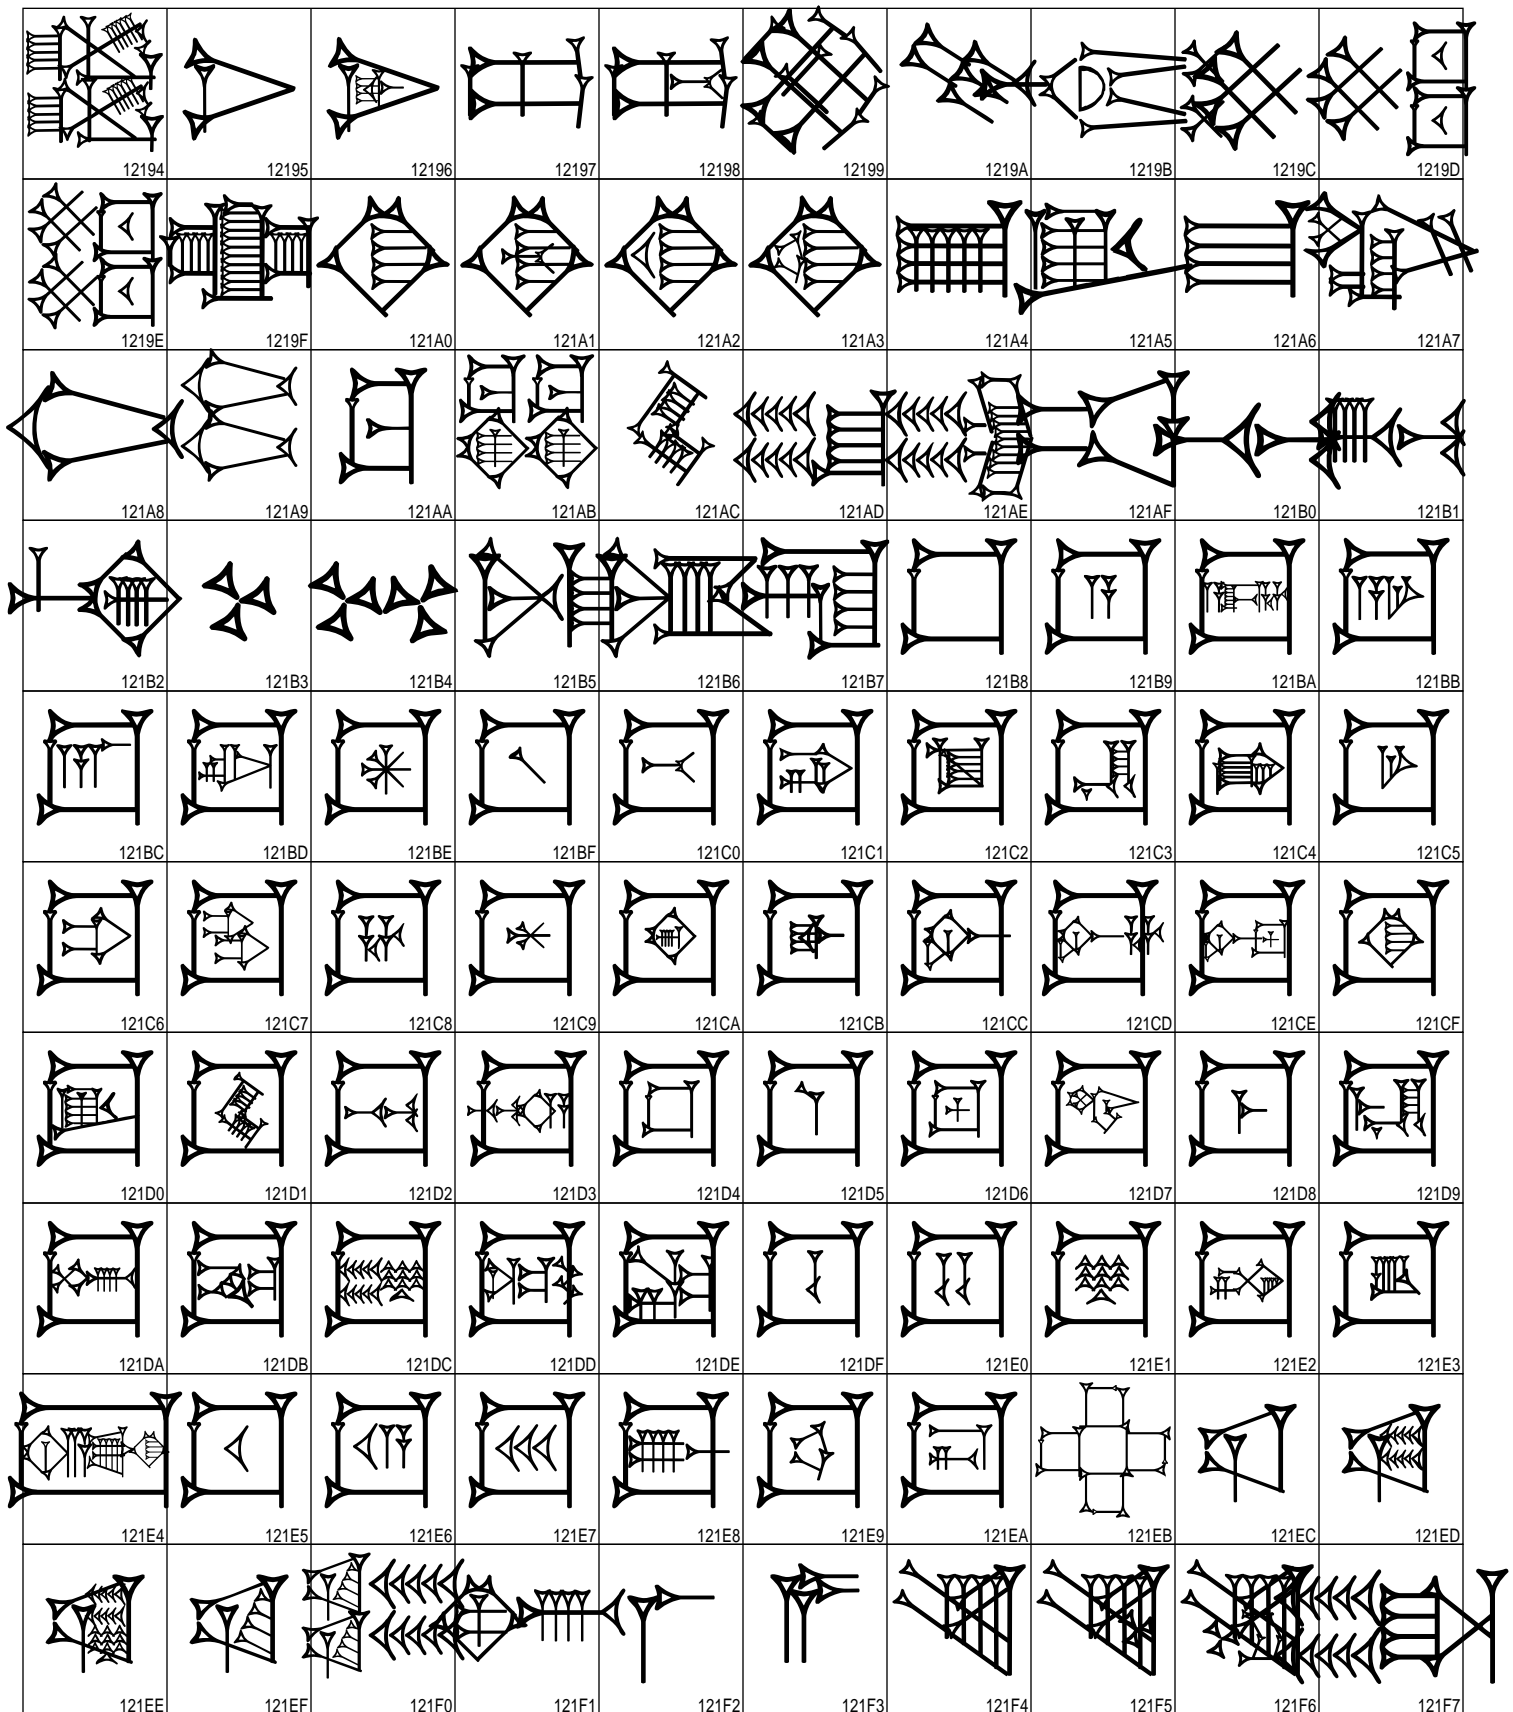 𒆔 𒆕 𒆖 𒆗 𒆘 𒆙 𒆚 𒆛 𒆜 𒆝
12194 12195 12196 12197 12198 12199 1219A 1219B 1219C 1219D
𒆞 𒆟 𒆠 𒆡 𒆢 𒆣 𒆤 𒆥 𒆦 𒆧
1219E 1219F 121A0 121A1 121A2 121A3 121A4 121A5 121A6 121A7
𒆨 𒆩 𒆪 𒆫 𒆬 𒆭 𒆮 𒆯 𒆰 𒆱
121A8 121A9 121AA 121AB 121AC 121AD 121AE 121AF 121B0 121B1
𒆲 𒆳 𒆴 𒆵 𒆶 𒆷 𒆸 𒆹 𒆺 𒆻
121B2 121B3 121B4 121B5 121B6 121B7 121B8 121B9 121BA 121BB
𒆼 𒆽 𒆾 𒆿 𒇀 𒇁 𒇂 𒇃 𒇄 𒇅
121BC 121BD 121BE 121BF 121C0 121C1 121C2 121C3 121C4 121C5
𒇆 𒇇 𒇈 𒇉 𒇊 𒇋 𒇌 𒇍 𒇎 𒇏
121C6 121C7 121C8 121C9 121CA 121CB 121CC 121CD 121CE 121CF
𒇐 𒇑 𒇒 𒇓 𒇔 𒇕 𒇖 𒇗 𒇘 𒇙
121D0 121D1 121D2 121D3 121D4 121D5 121D6 121D7 121D8 121D9
𒇚 𒇛 𒇜 𒇝 𒇞 𒇟 𒇠 𒇡 𒇢 𒇣
121DA 121DB 121DC 121DD 121DE 121DF 121E0 121E1 121E2 121E3
𒇤 𒇥 𒇦 𒇧 𒇨 𒇩 𒇪 𒇫 𒇬 𒇭
121E4 121E5 121E6 121E7 121E8 121E9 121EA 121EB 121EC 121ED
𒇮 𒇯 𒇰 𒇱 𒇲 𒇳 𒇴 𒇵 𒇶 𒇷
121EE 121EF 121F0 121F1 121F2 121F3 121F4 121F5 121F6 121F7